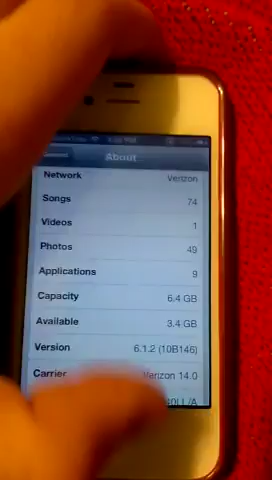 About
Network Verizon
Songs 74
Videos 1
Photos 49
Applications 9
Capacity 6.4 GB
Available 3.4 GB
Version 6.1.2 (10B146)
Carrier Verizon 14.0
LL/A